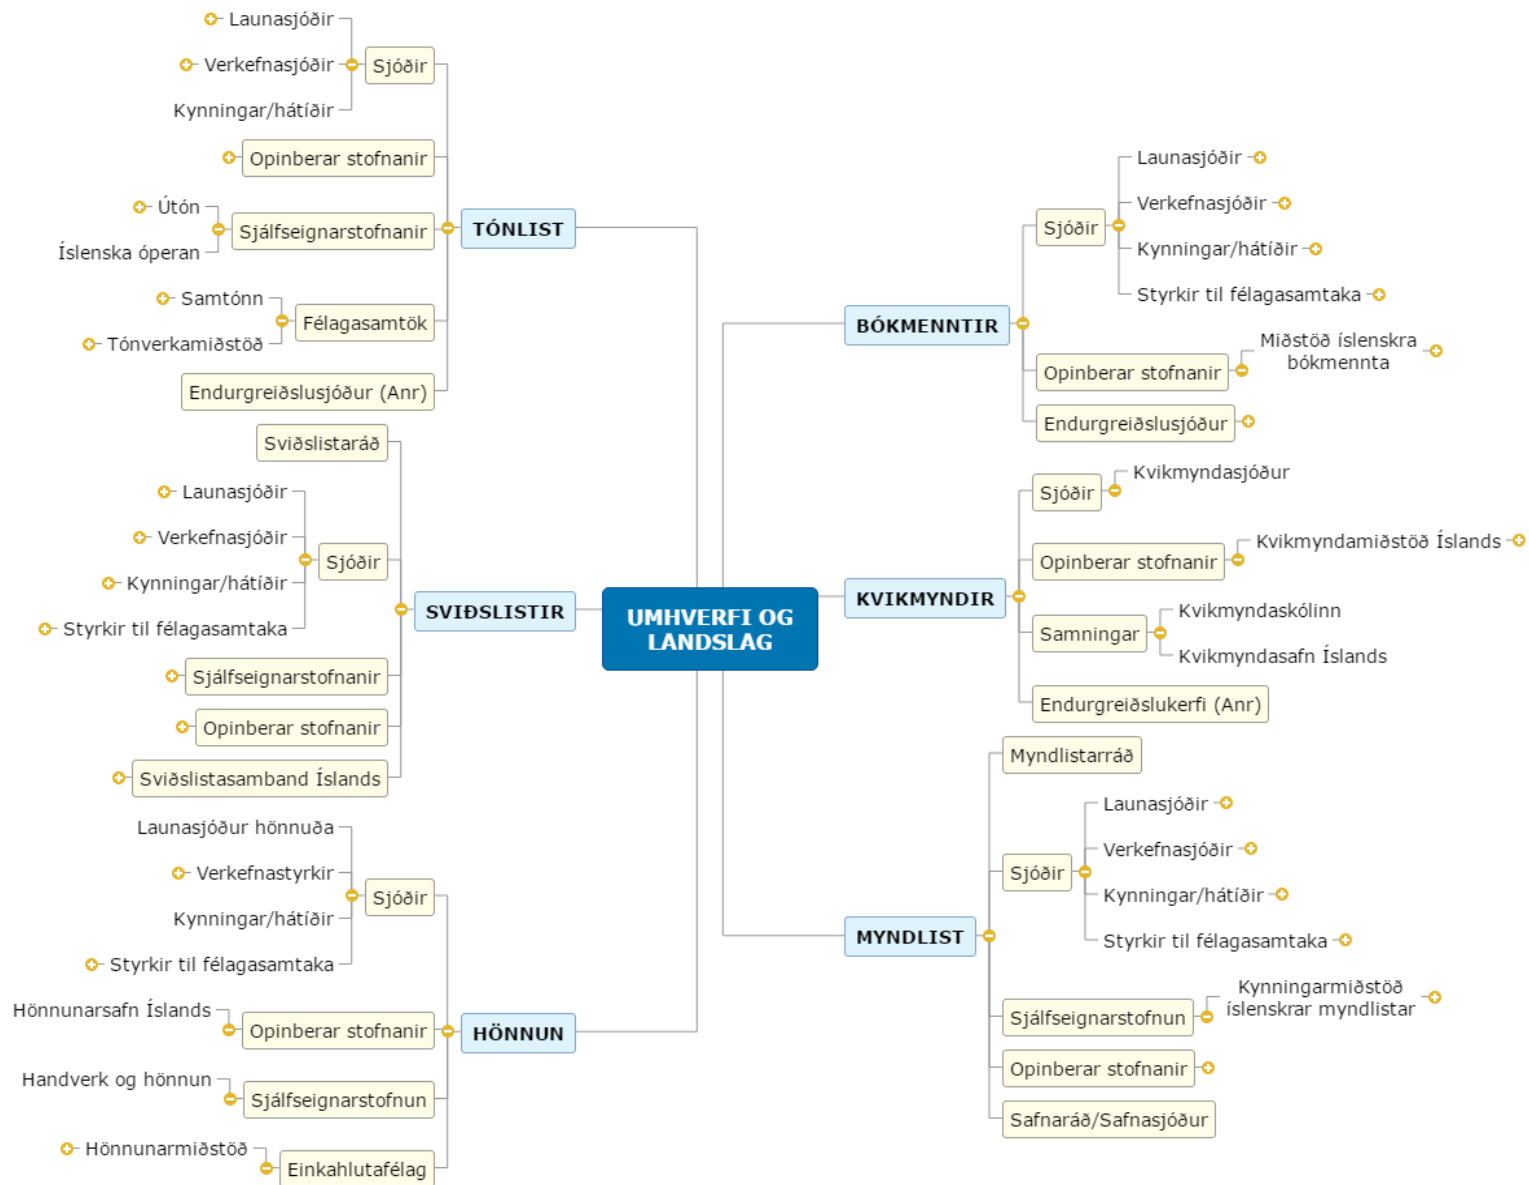 Launasjóðir
Verkefnasjóðir
Kynningar/hátíðir
Sjóðir
Opinberar stofnanir
Útón
Íslenska óperan
Sjálfseignarstofnanir
TÓNLIST
Samtónn
Tónverkamiðstöð
Félagasamtök
Endurgreiðslusjóður (Anr)
Sviðslistaráð
Launasjóðir
Verkefnasjóðir
Kynningar/hátíðir
Styrkir til félagasamtaka
Sjóðir
SVIÐSLISTIR
Sjálfseignarstofnanir
Opinberar stofnanir
Sviðslistasamband Íslands
Launasjóður hönnuða
Verkefnastyrkir
Kynningar/hátíðir
Styrkir til félagasamtaka
Sjóðir
Hönnunarsafn Íslands
Opinberar stofnanir
HÖNNUN
Handverk og hönnun
Sjálfseignarstofnun
Hönnunarmiðstöð
Einkahlutafélag
UMHVERFI OG
LANDSLAG
BÓKMENNTIR
Sjóðir
Launasjóðir
Verkefnasjóðir
Kynningar/hátíðir
Styrkir til félagasamtaka
Opinberar stofnanir
Miðstöð íslenskra
bókmennta
Endurgreiðslusjóður
KVIKMYNDIR
Sjóðir
Kvikmyndasjóður
Opinberar stofnanir
Kvikmyndamiðstöð Íslands
Samningar
Kvikmyndaskólinn
Kvikmyndasafn Íslands
Endurgreiðslukerfi (Anr)
MYNDLIST
Myndlistarráð
Sjóðir
Launasjóðir
Verkefnasjóðir
Kynningar/hátíðir
Styrkir til félagasamtaka
Sjálfseignarstofnun
Kynningarmiðstöð
íslenskrar myndlistar
Opinberar stofnanir
Safnaráð/Safnasjóður